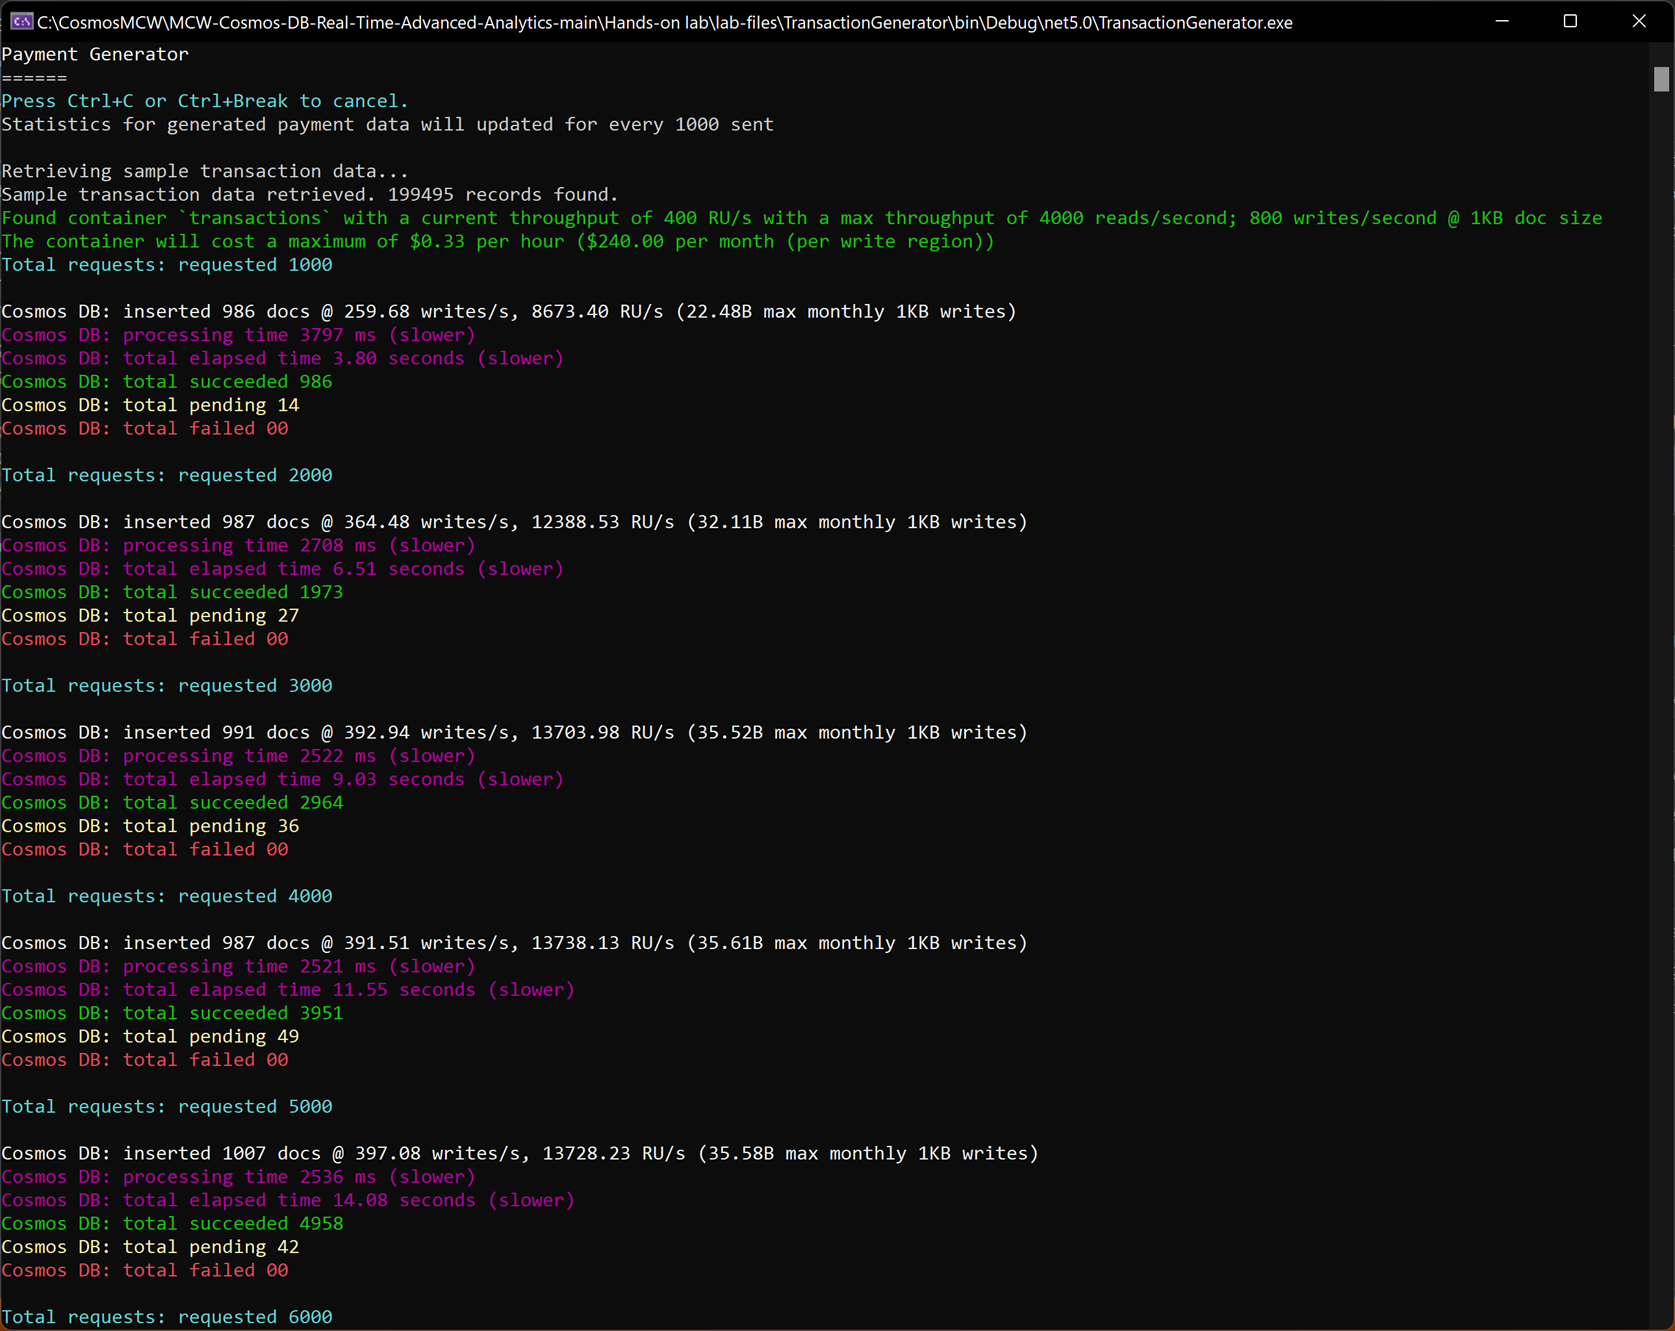 C:\CosmosMCW\MCW-Cosmos-DB-Real-Time-Advanced-Analytics-main\Hands-on lab\lab-files\TransactionGenerator\bin\Debug\net5.0\TransactionGenerator.exe
Payment Generator
======
Press Ctrl+C or Ctrl+Break to cancel.
Statistics for generated payment data will updated for every 1000 sent
Retrieving sample transaction data...
Sample transaction data retrieved. 199495 records found.
Found container `transactions` with a current throughput of 400 RU/s with a max throughput of 4000 reads/second; 800 writes/second @ 1KB doc size
The container will cost a maximum of $0.33 per hour ($240.00 per month (per write region))
Total requests: requested 1000
Cosmos DB: inserted 986 docs @ 259.68 writes/s, 8673.40 RU/s (22.48B max monthly 1KB writes)
Cosmos DB: processing time 3797 ms (slower)
Cosmos DB: total elapsed time 3.80 seconds (slower)
Cosmos DB: total succeeded 986
Cosmos DB: total pending 14
Cosmos DB: total failed 00
Total requests: requested 2000
Cosmos DB: inserted 987 docs @ 364.48 writes/s, 12388.53 RU/s (32.11B max monthly 1KB writes)
Cosmos DB: processing time 2708 ms (slower)
Cosmos DB: total elapsed time 6.51 seconds (slower)
Cosmos DB: total succeeded 1973
Cosmos DB: total pending 27
Cosmos DB: total failed 00
Total requests: requested 3000
Cosmos DB: inserted 991 docs @ 392.94 writes/s, 13703.98 RU/s (35.52B max monthly 1KB writes)
Cosmos DB: processing time 2522 ms (slower)
Cosmos DB: total elapsed time 9.03 seconds (slower)
Cosmos DB: total succeeded 2964
Cosmos DB: total pending 36
Cosmos DB: total failed 00
Total requests: requested 4000
Cosmos DB: inserted 987 docs @ 391.51 writes/s, 13738.13 RU/s (35.61B max monthly 1KB writes)
Cosmos DB: processing time 2521 ms (slower)
Cosmos DB: total elapsed time 11.55 seconds (slower)
Cosmos DB: total succeeded 3951
Cosmos DB: total pending 49
Cosmos DB: total failed 00
Total requests: requested 5000
Cosmos DB: inserted 1007 docs @ 397.08 writes/s, 13728.23 RU/s (35.58B max monthly 1KB writes)
Cosmos DB: processing time 2536 ms (slower)
Cosmos DB: total elapsed time 14.08 seconds (slower)
Cosmos DB: total succeeded 4958
Cosmos DB: total pending 42
Cosmos DB: total failed 00
Total requests: requested 6000